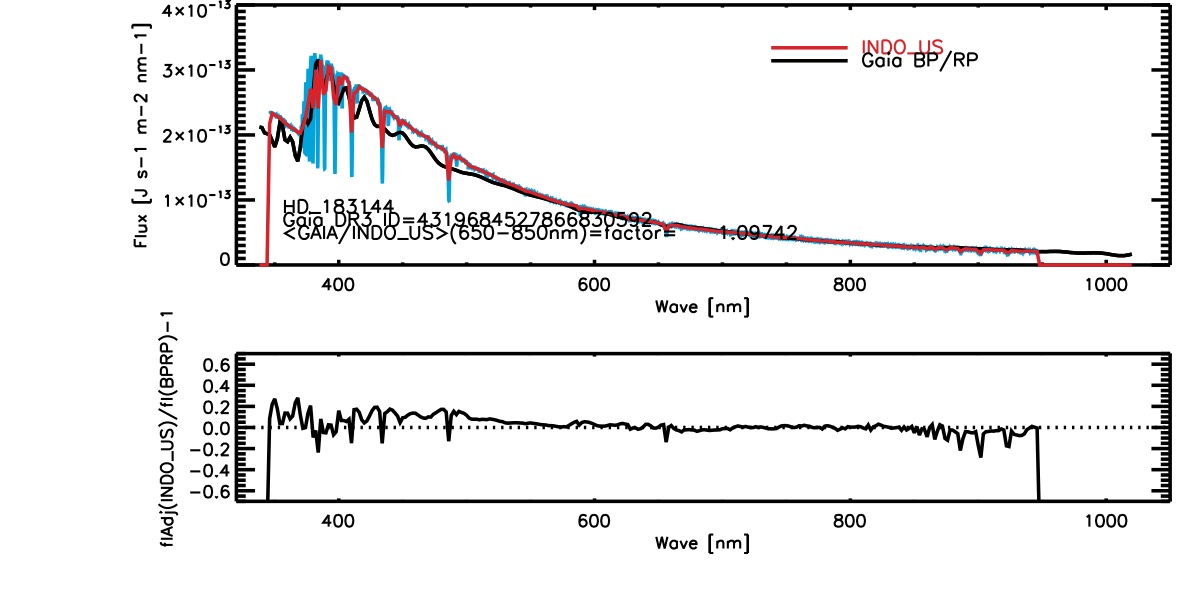 4×10−13
3×10−13
2×10−13
1×10−13
0
Flux [J s−1 m−2 nm−1]
INDO_US
Gaia BP/RP
HD_183144
Gaia DR3 ID=4319684527866830592
<GAIA/INDO_US>(650−850nm)=factor= 1.09742
400 600 800 1000
Wave [nm]
flAdj(INDO_US)/fl(BPRP)−1
0.6
0.4
0.2
0.0
−0.2
−0.4
−0.6
400 600 800 1000
Wave [nm]